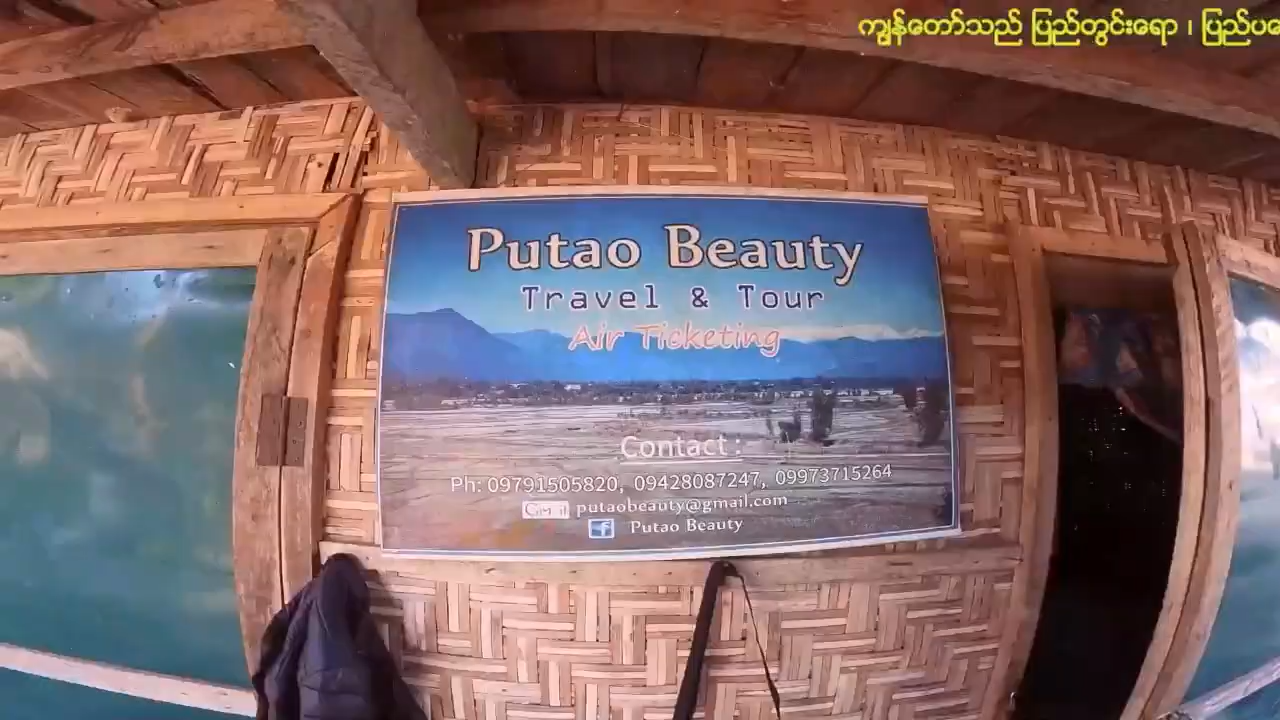 ကျွန်တော်သည် ပြည်တွင်းရော ၊ ပြည်ပ
Putao Beauty
Travel & Tour
Air Ticketing
Contact :
Ph: 09791505820, 09428087247, 09973715264
Gmail putaobeauty@gmail.com
f Putao Beauty